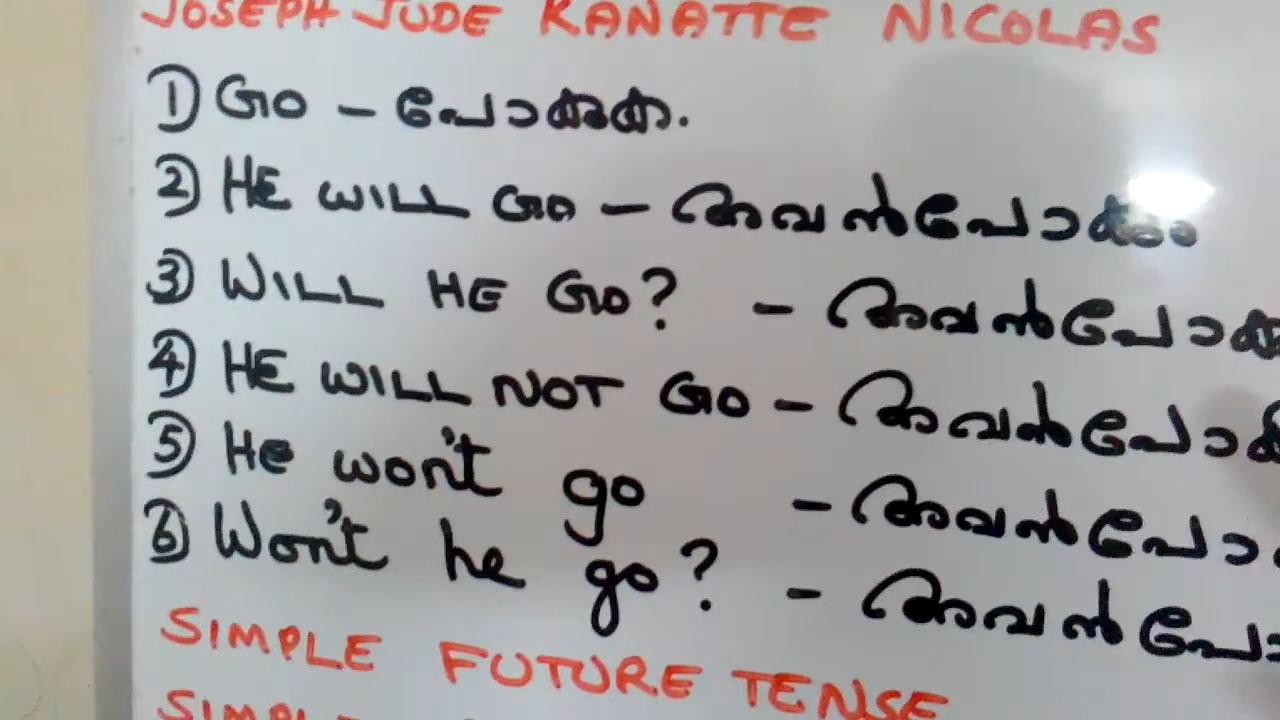 JOSEPH JUDE KANATTE NICOLAS
1) GO - പോകുക.
2) HE WILL GO - അവൻ പോകും
3) WILL HE GO? - അവൻ
4) HE WILL NOT GO - അവൻ
5) He won't go - അവൻ
6) Won't he go? - അവൻ
SIMPLE FUTURE TENSE